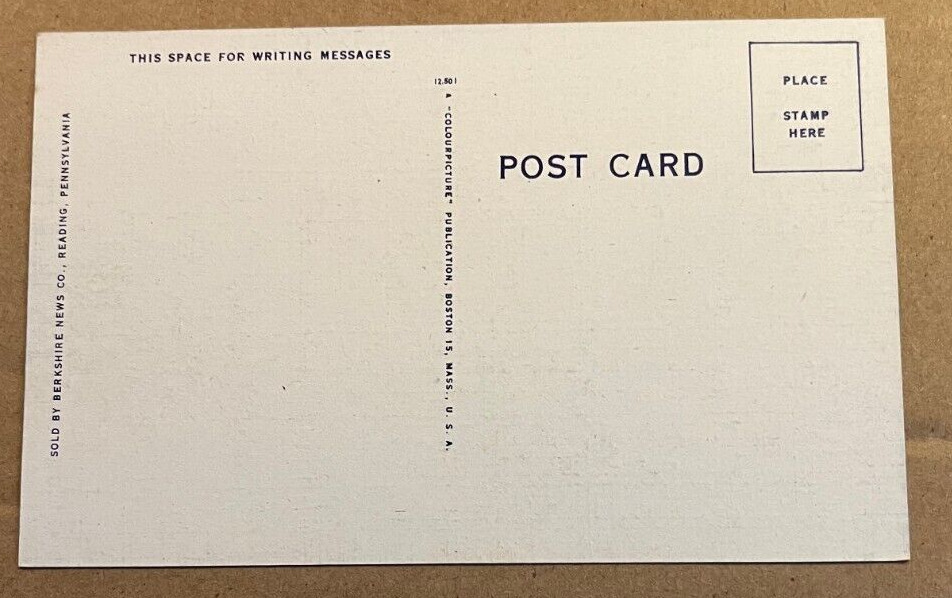 THIS SPACE FOR WRITING MESSAGES
SOLD BY BERKSHIRE NEWS CO., READING, PENNSYLVANIA
12,501
A "COLOURPICTURE" PUBLICATION, BOSTON 15, MASS., U. S. A.
POST CARD
PLACE
STAMP
HERE